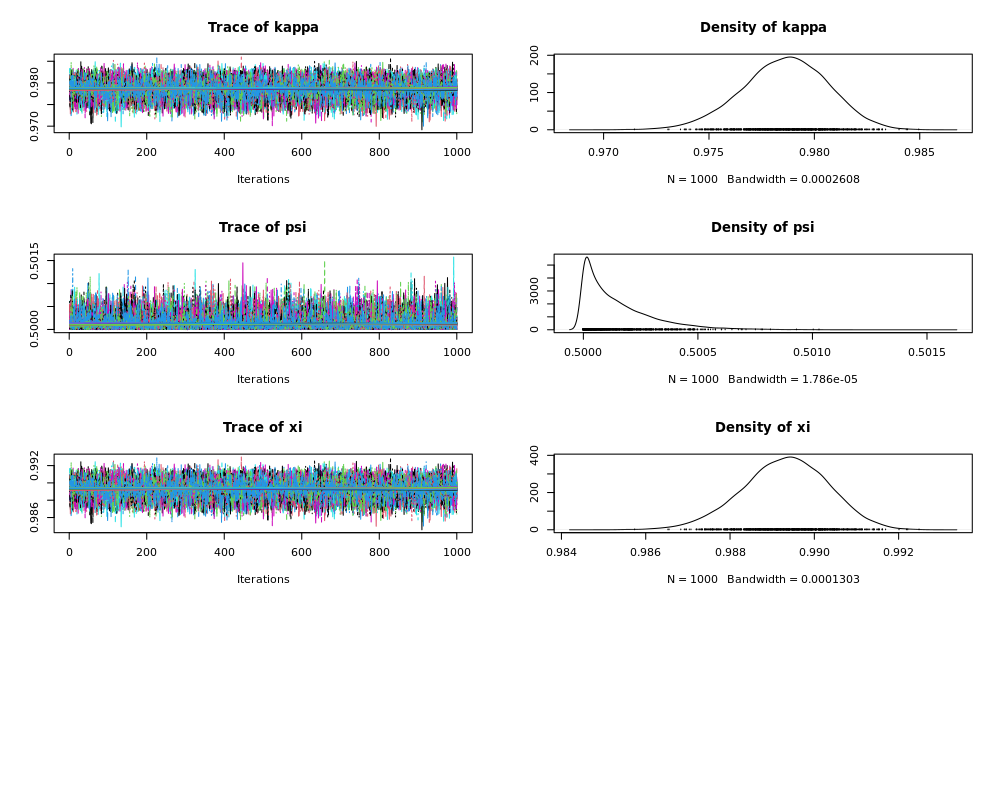 Trace of kappa
0.970 0.980
0 200 400 600 800 1000
Iterations
Density of kappa
0 100 200
0.970 0.975 0.980 0.985
N = 1000 Bandwidth = 0.0002608
Trace of psi
0.5000 0.5015
0 200 400 600 800 1000
Iterations
Density of psi
0 3000
0.5000 0.5005 0.5010 0.5015
N = 1000 Bandwidth = 1.786e-05
Trace of xi
0.986 0.992
0 200 400 600 800 1000
Iterations
Density of xi
0 200 400
0.984 0.986 0.988 0.990 0.992
N = 1000 Bandwidth = 0.0001303